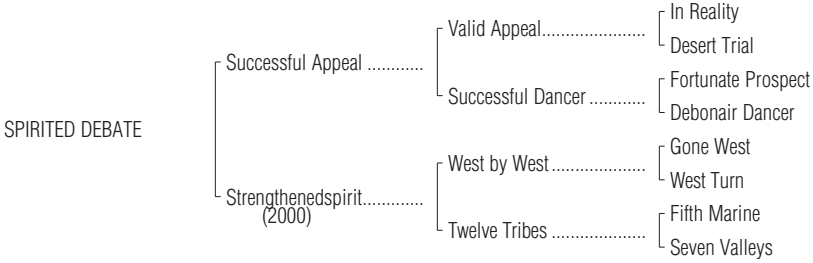 In Reality
Valid Appeal......................
Desert Trial
Successful Appeal ............
Fortunate Prospect
Successful Dancer ............
Debonair Dancer
SPIRITED DEBATE
Gone West
West by West ....................
West Turn
Strengthenedspirit.............
(2000)
Fifth Marine
Twelve Tribes ....................
Seven Valleys